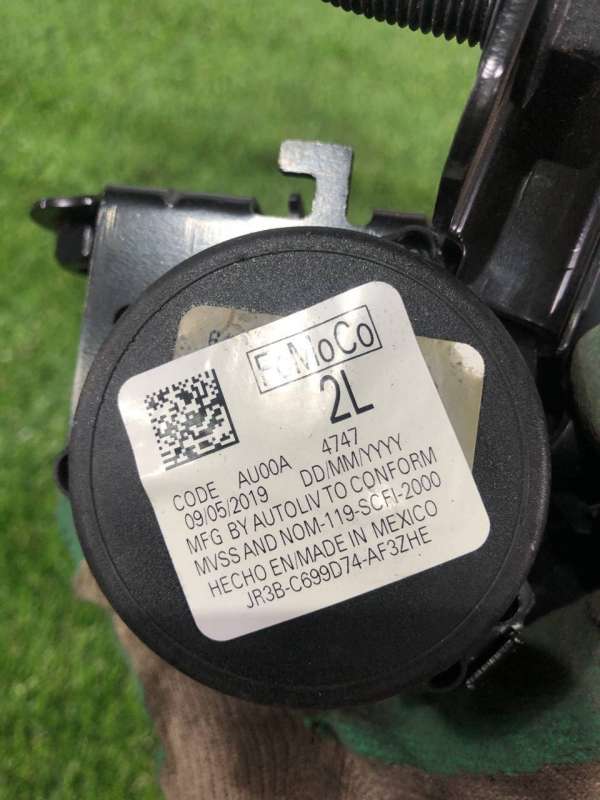 FoMoCo
2L
CODE AU00A 4747
09/05/2019 DD/MM/YYYY
MFG BY AUTOLIV TO CONFORM
MVSS AND NOM-119-SCFI-2000
HECHO EN/MADE IN MEXICO
JR3B-C699D74-AF3ZHE